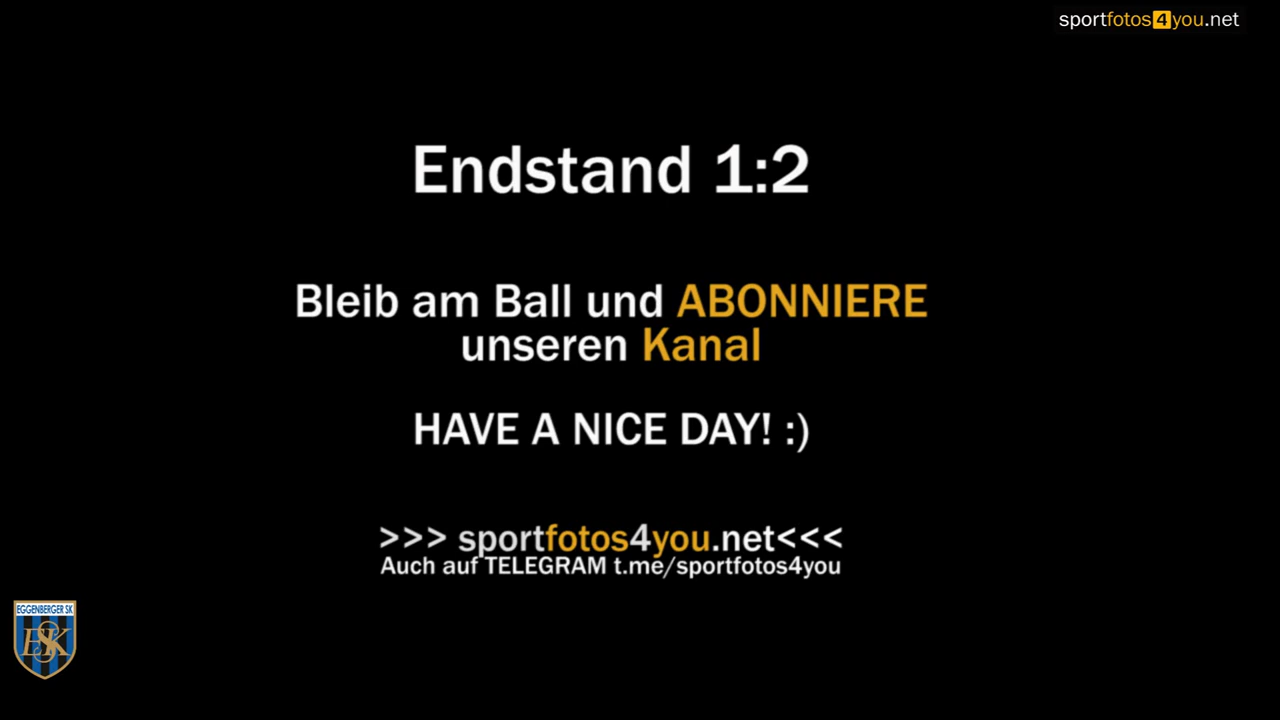 sportfotos4you.net
Endstand 1:2
Bleib am Ball und ABONNIERE
unseren Kanal
HAVE A NICE DAY! :)
>>> sportfotos4you.net<<<
Auch auf TELEGRAM t.me/sportfotos4you
EGGENBERGER SK
ESK